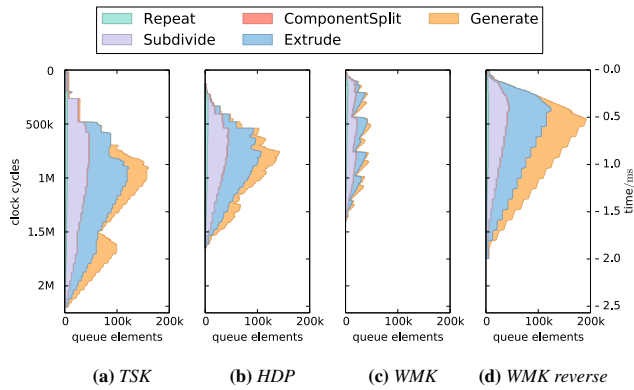 Repeat ComponentSplit Generate
Subdivide Extrude
0 0.0
500k 0.5
1M 1.0
1.5M 1.5
2M 2.0
2.5
clock cycles
time/ms
0 100k 200k 0 100k 200k 0 100k 200k 0 100k 200k
queue elements queue elements queue elements queue elements
(a) TSK (b) HDP (c) WMK (d) WMK reverse